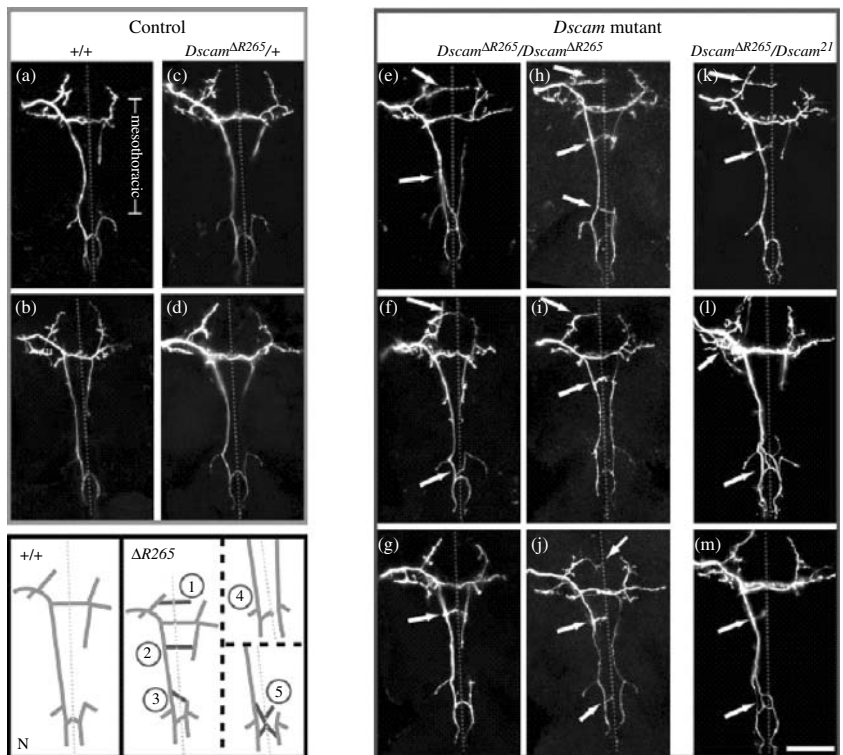 Control
+/+
Dscam^ΔR265/+
(a)
(c)
mesothoracic
(b)
(d)
+/+
ΔR265
1
2
3
4
5
N
Dscam mutant
Dscam^ΔR265/Dscam^ΔR265
Dscam^ΔR265/Dscam^21
(e)
(h)
(k)
(f)
(i)
(l)
(g)
(j)
(m)